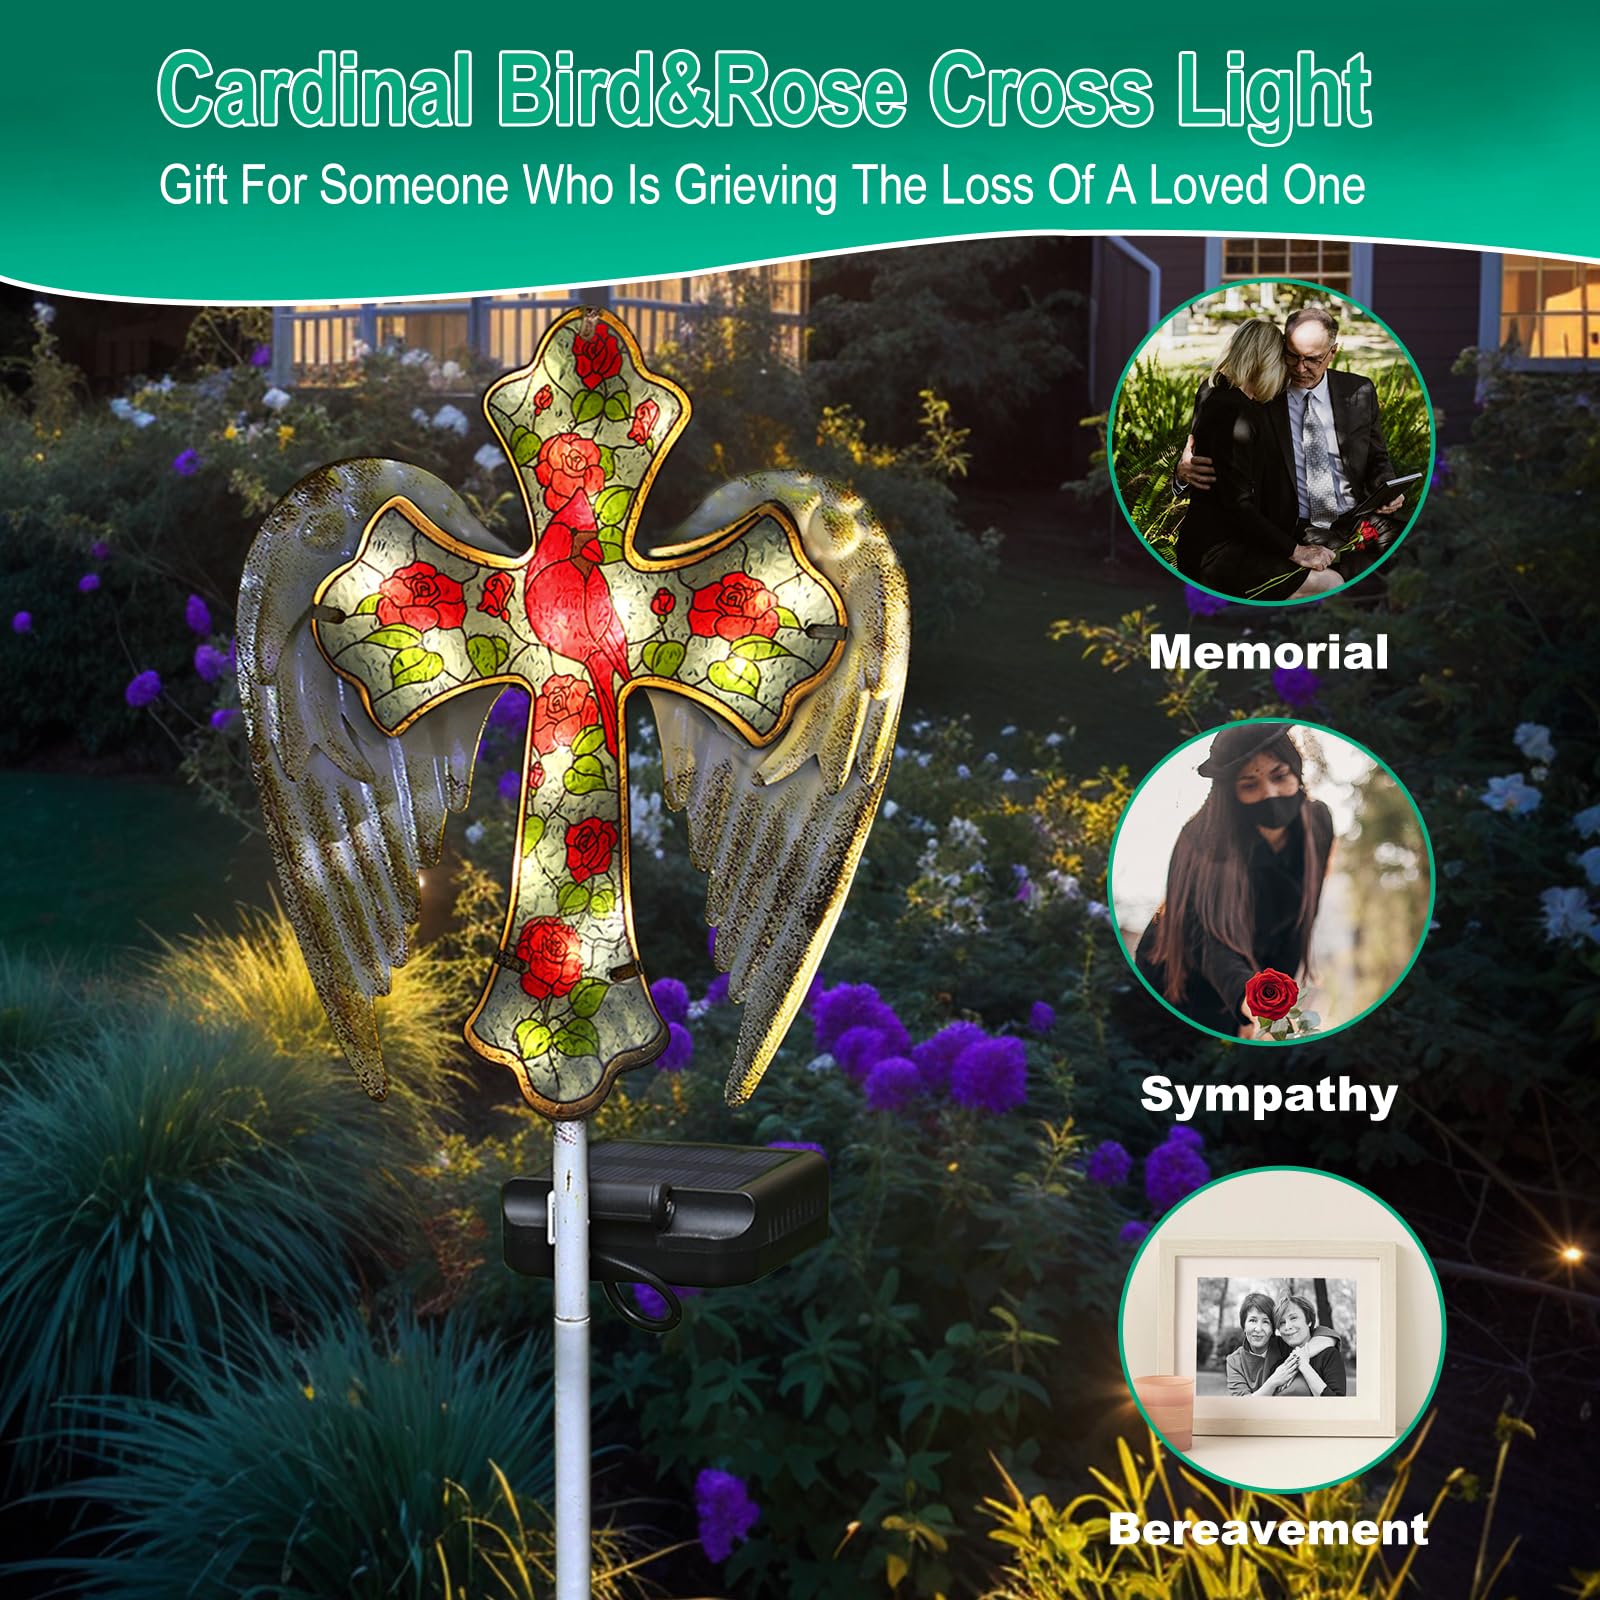 Cardinal Bird&Rose Cross Light
Gift For Someone Who Is Grieving The Loss Of A Loved One
Memorial
Sympathy
Bereavement